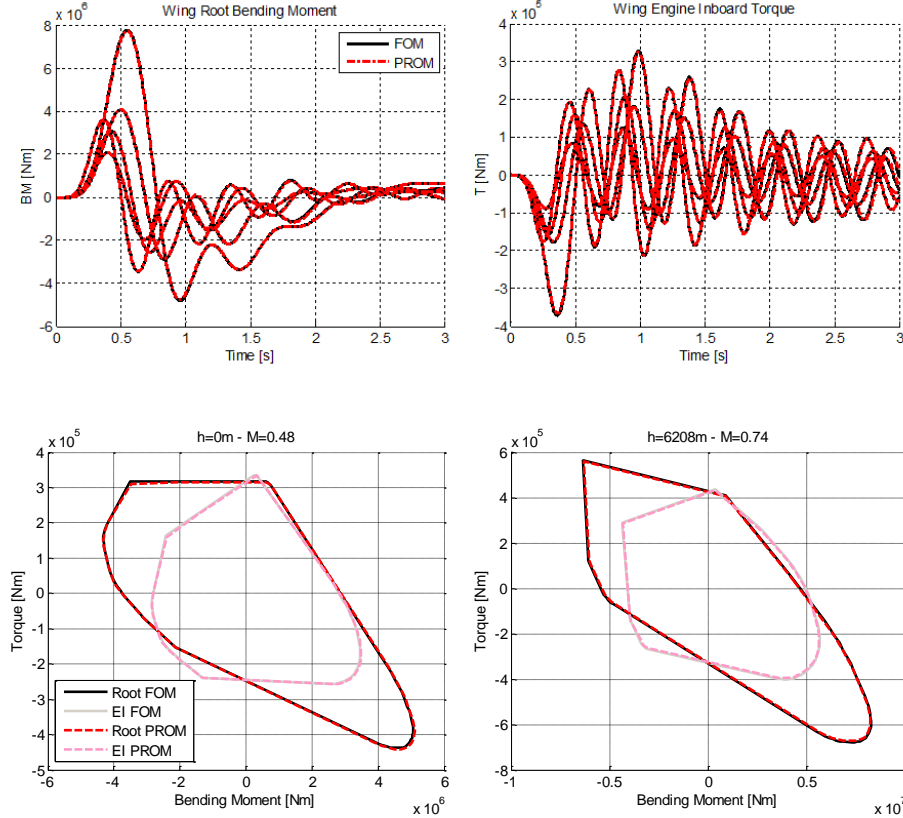 Wing Root Bending Moment
x 10^6
8
6
4
2
0
-2
-4
-6
BM [Nm]
0
0.5
1
1.5
2
2.5
3
Time [s]
FOM
PROM
Wing Engine Inboard Torque
x 10^5
4
3
2
1
0
-1
-2
-3
-4
T [Nm]
0
0.5
1
1.5
2
2.5
3
Time [s]
h=0m - M=0.48
x 10^5
4
3
2
1
0
-1
-2
-3
-4
-5
Torque [Nm]
Root FOM
EI FOM
Root PROM
EI PROM
-6
-4
-2
0
2
4
6
Bending Moment [Nm]
x 10^6
h=6208m - M=0.74
x 10^5
6
4
2
0
-2
-4
-6
-8
Torque [Nm]
-1
-0.5
0
0.5
1
Bending Moment [Nm]
x 10^7